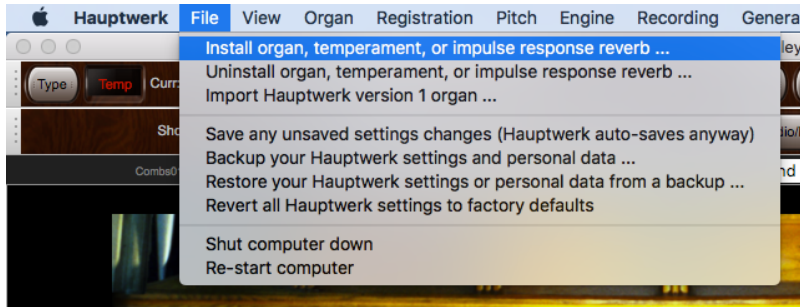 Hauptwerk File View Organ Registration Pitch Engine Recording Genera
Install organ, temperament, or impulse response reverb ...
Uninstall organ, temperament, or impulse response reverb ...
Import Hauptwerk version 1 organ ...
Type Temp Curr
Save any unsaved settings changes (Hauptwerk auto-saves anyway)
Sho
Backup your Hauptwerk settings and personal data ...
Combs01
Restore your Hauptwerk settings or personal data from a backup ...
Revert all Hauptwerk settings to factory defaults
Shut computer down
Re-start computer